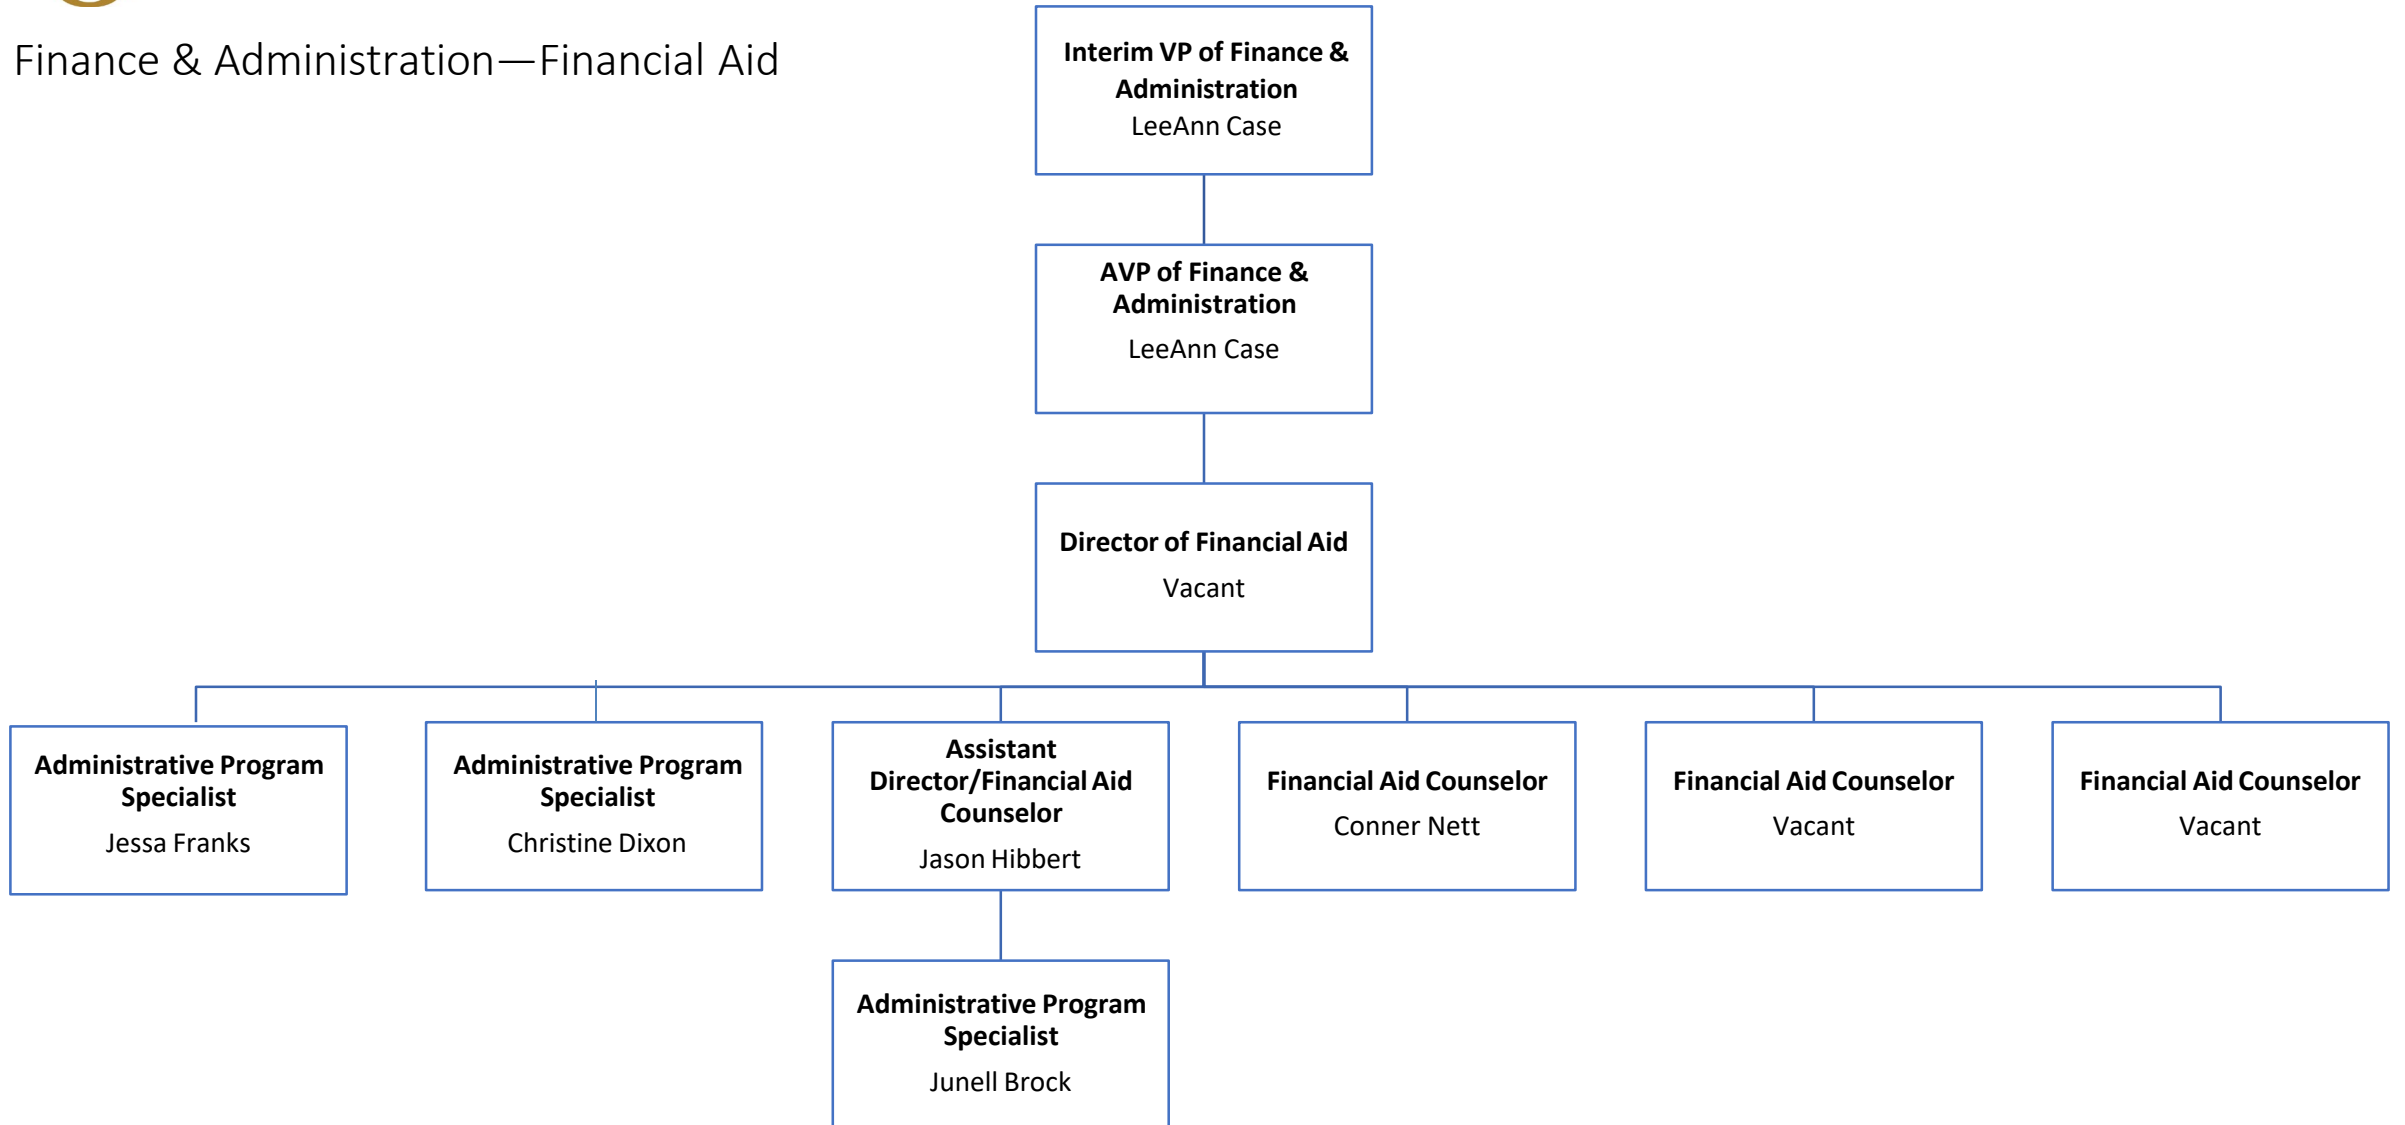 Finance & Administration—Financial Aid
Interim VP of Finance &
Administration
LeeAnn Case
AVP of Finance &
Administration
LeeAnn Case
Director of Financial Aid
Vacant
Administrative Program
Specialist
Jessa Franks
Administrative Program
Specialist
Christine Dixon
Assistant
Director/Financial Aid
Counselor
Jason Hibbert
Financial Aid Counselor
Conner Nett
Financial Aid Counselor
Vacant
Financial Aid Counselor
Vacant
Administrative Program
Specialist
Junell Brock